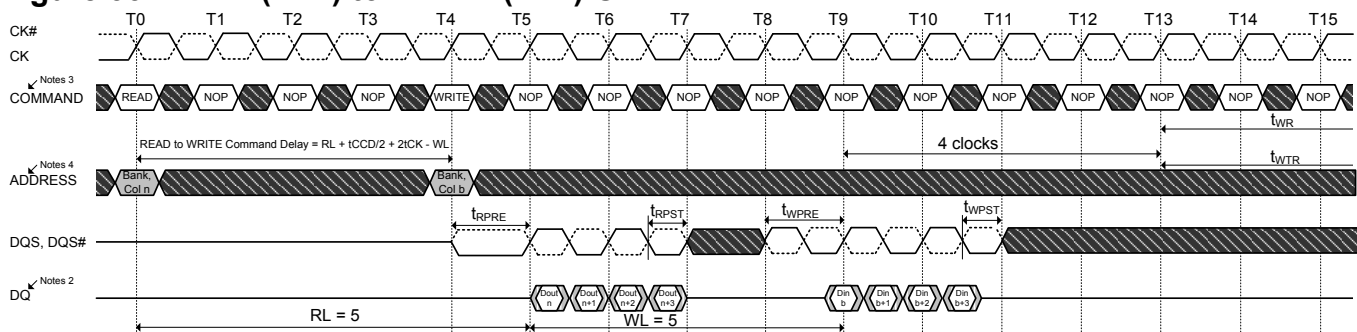 T0 T1 T2 T3 T4 T5 T6 T7 T8 T9 T10 T11 T12 T13 T14 T15
CK#
CK
Notes 3
COMMAND READ NOP NOP NOP WRITE NOP NOP NOP NOP NOP NOP NOP NOP NOP NOP NOP
tWR
READ to WRITE Command Delay = RL + tCCD/2 + 2tCK - WL
4 clocks
tWTR
Notes 4
ADDRESS Bank, Col n Bank, Col b
tRPRE tRPST tWPRE tWPST
DQS, DQS#
Notes 2
DQ Dout n Dout n+1 Dout n+2 Dout n+3 Din b Din b+1 Din b+2 Din b+3
RL = 5 WL = 5